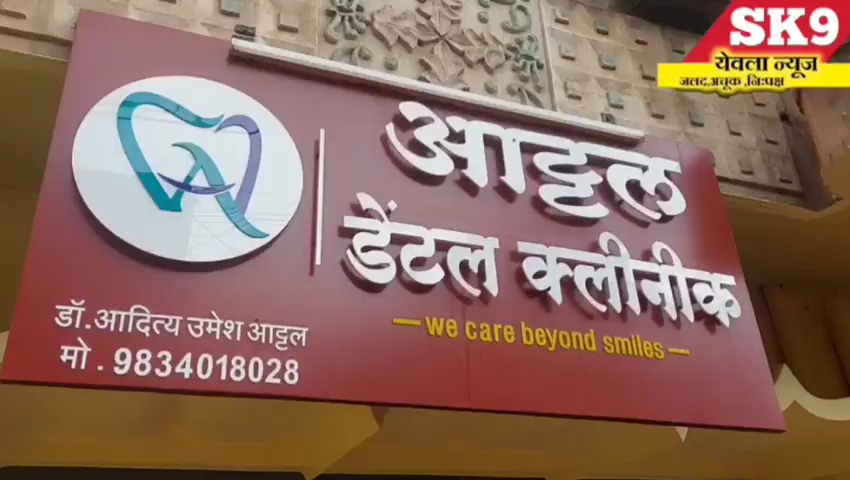 SK9
येवला न्यूज
जलद,अचूक,नि:पक्ष
आट्टल
डेंटल क्लीनीक
we care beyond smiles
डॉ.आदित्य उमेश आट्टल
मो . 9834018028